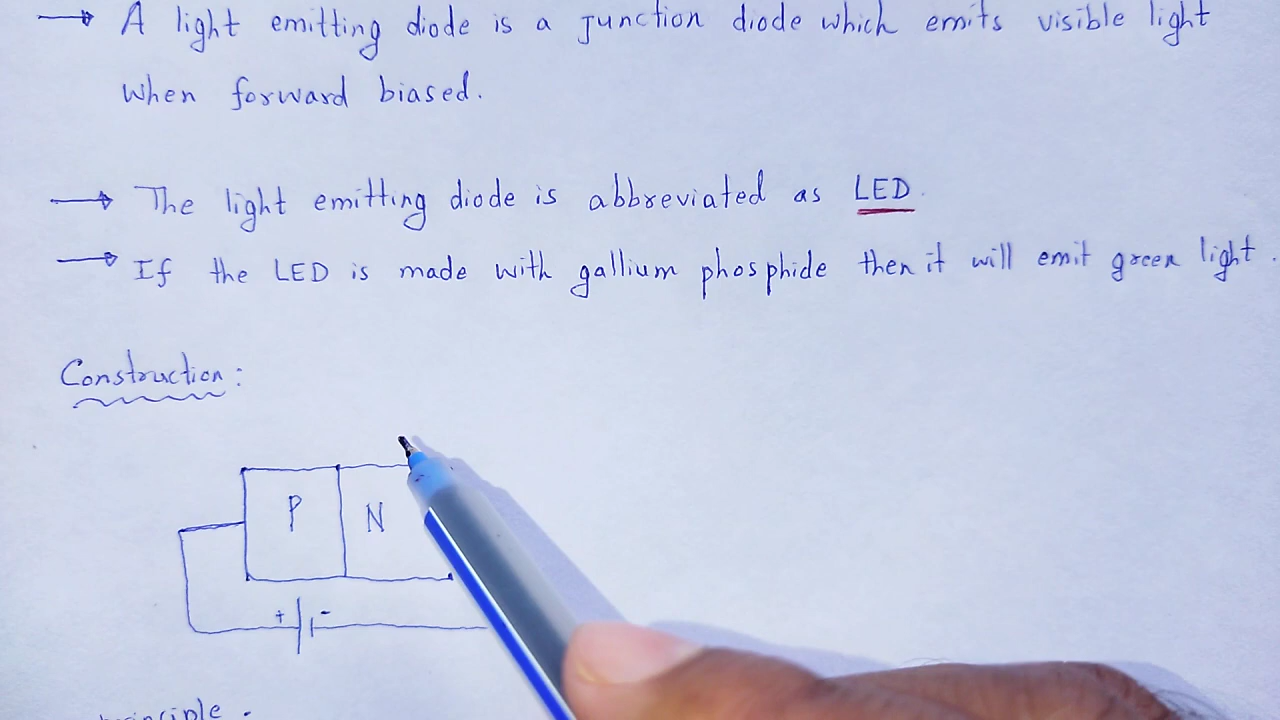 → A light emitting diode is a junction diode which emits visible light
when forward biased.
→ The light emitting diode is abbreviated as LED.
→ If the LED is made with gallium phosphide then it will emit green light.
Construction:
P N
+ -
principle.